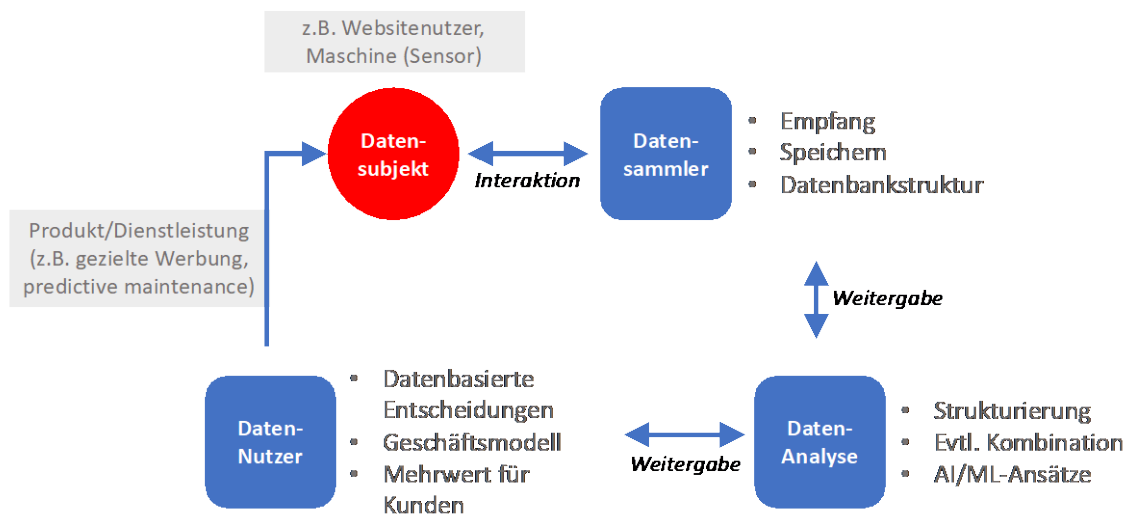 z.B. Websitenutzer,
Maschine (Sensor)
Daten-
subjekt
Interaktion
Daten-
sammler
• Empfang
• Speichern
• Datenbankstruktur
Produkt/Dienstleistung
(z.B. gezielte Werbung,
predictive maintenance)
Weitergabe
Daten-
Nutzer
• Datenbasierte
Entscheidungen
• Geschäftsmodell
• Mehrwert für
Kunden
Weitergabe
Daten-
Analyse
• Strukturierung
• Evtl. Kombination
• AI/ML-Ansätze